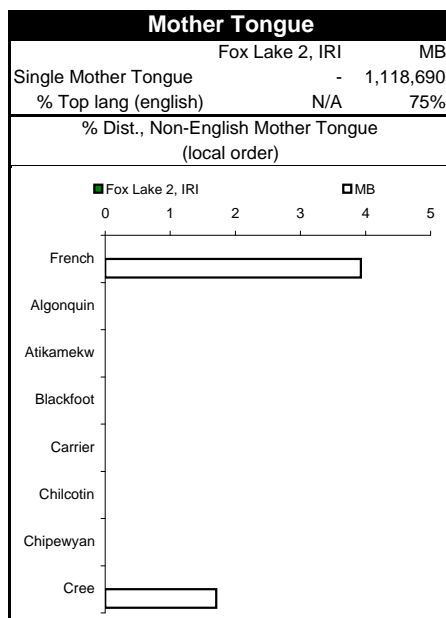 Mother Tongue
Fox Lake 2, IRI MB
Single Mother Tongue - 1,118,690
% Top lang (english) N/A 75%
% Dist., Non-English Mother Tongue
(local order)
Fox Lake 2, IRI MB
0 1 2 3 4 5
French
Algonquin
Atikamekw
Blackfoot
Carrier
Chilcotin
Chipewyan
Cree